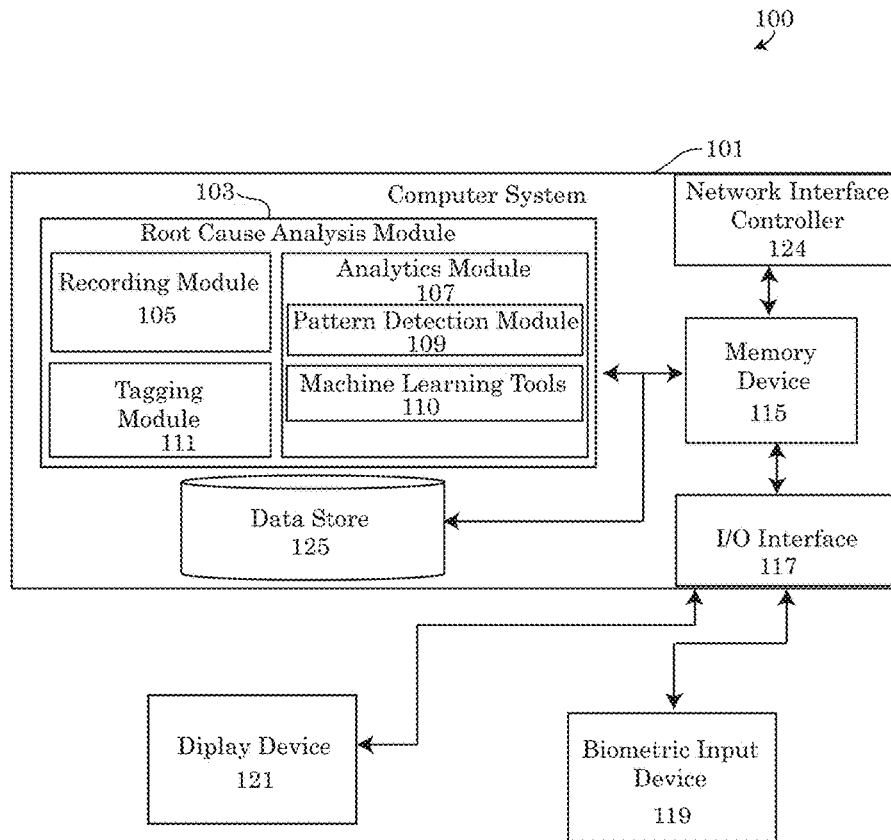 100
101
103
Computer System
Network Interface
Controller
124
Root Cause Analysis Module
Recording Module
105
Analytics Module
107
Pattern Detection Module
109
Machine Learning Tools
110
Tagging
Module
111
Memory
Device
115
Data Store
125
I/O Interface
117
Diplay Device
121
Biometric Input
Device
119